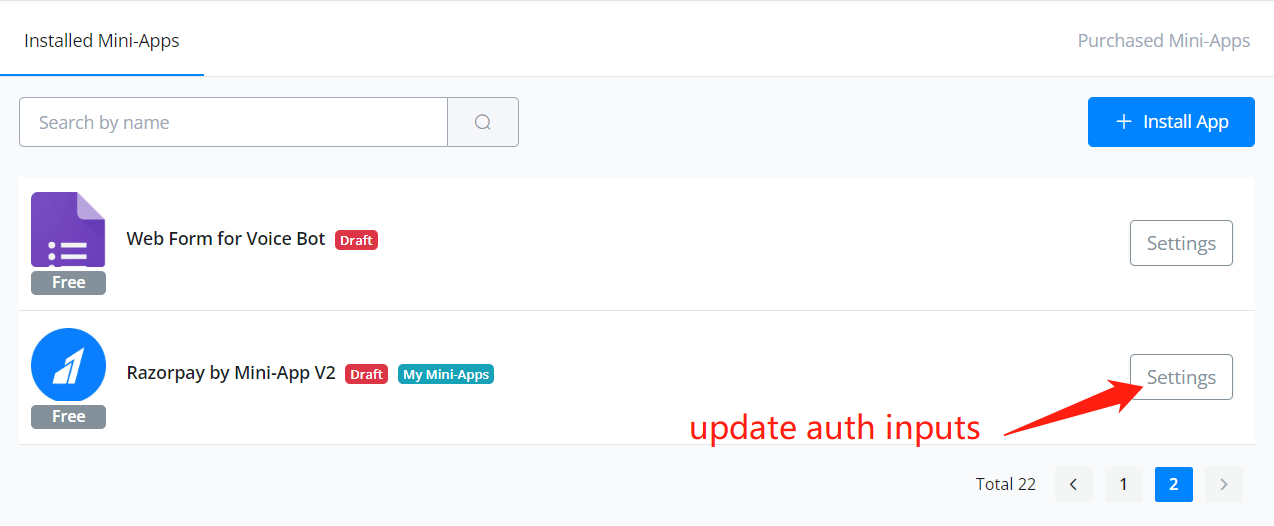 Installed Mini-Apps
Purchased Mini-Apps
Search by name
Install App
Web Form for Voice Bot Draft
Free
Settings
Razorpay by Mini-App V2 Draft My Mini-Apps
Free
Settings
update auth inputs
Total 22 1 2